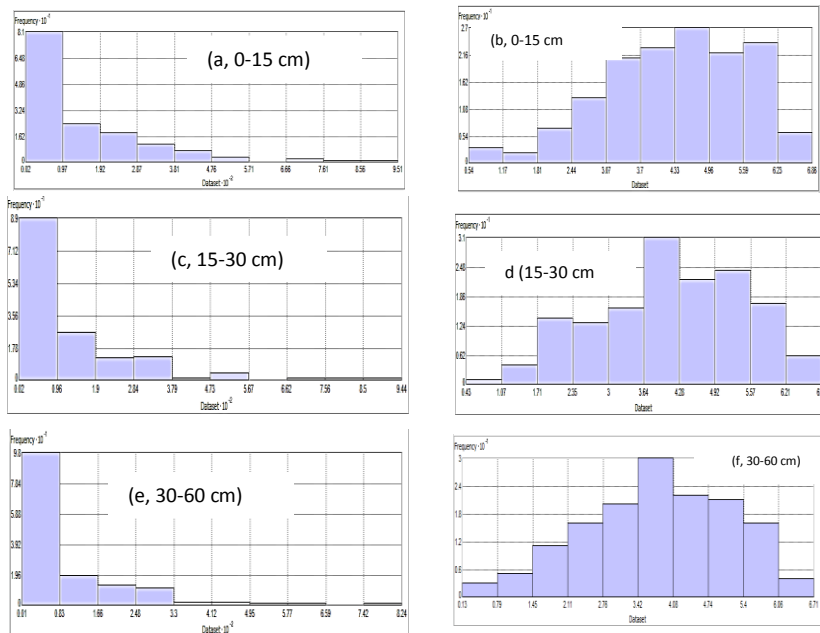 Frequency · 10⁻¹
8.1
(a, 0-15 cm)
6.48
4.86
3.24
1.62
0
0.02 0.97 1.92 2.87 3.81 4.76 5.71 6.66 7.61 8.56 9.51
Dataset · 10⁻²
Frequency · 10⁻¹
2.7
(b, 0-15 cm
2.16
1.62
1.08
0.54
0
0.54 1.17 1.81 2.44 3.07 3.7 4.33 4.96 5.59 6.23 6.86
Dataset
Frequency · 10⁻¹
8.9
(c, 15-30 cm)
7.12
5.34
3.56
1.78
0
0.02 0.96 1.9 2.84 3.79 4.73 5.67 6.62 7.56 8.5 9.44
Dataset · 10⁻²
Frequency · 10⁻¹
3.1
d (15-30 cm
2.48
1.86
1.24
0.62
0
0.43 1.07 1.71 2.35 3 3.64 4.28 4.92 5.57 6.21
Dataset
Frequency · 10⁻¹
9.8
(e, 30-60 cm)
7.84
5.88
3.92
1.96
0
0.01 0.83 1.66 2.48 3.3 4.12 4.95 5.77 6.59 7.42 8.24
Dataset · 10⁻²
Frequency · 10⁻¹
3
(f, 30-60 cm)
2.4
1.8
1.2
0.6
0.13 0.79 1.45 2.11 2.76 3.42 4.08 4.74 5.4 6.06 6.71
Dataset